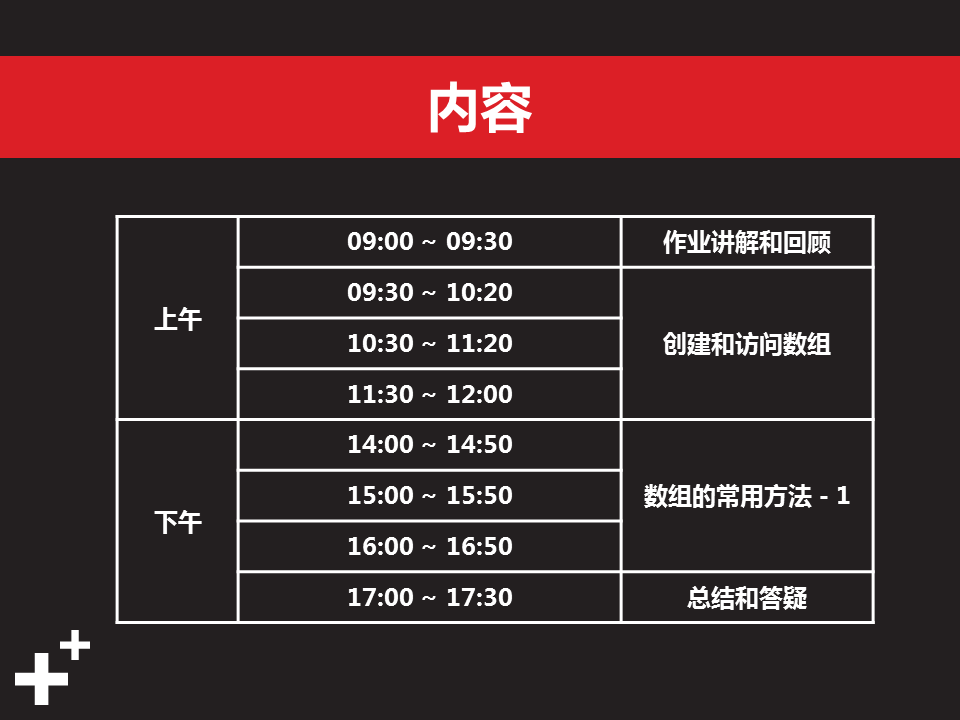 内容
上午
09:00 ~ 09:30
作业讲解和回顾
09:30 ~ 10:20
创建和访问数组
10:30 ~ 11:20
11:30 ~ 12:00
下午
14:00 ~ 14:50
数组的常用方法 - 1
15:00 ~ 15:50
16:00 ~ 16:50
17:00 ~ 17:30
总结和答疑